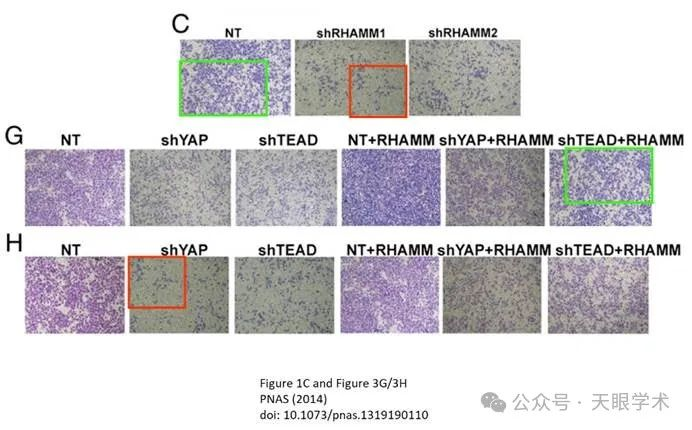 C
NT shRHAMM1 shRHAMM2
G
NT shYAP shTEAD NT+RHAMM shYAP+RHAMM shTEAD+RHAMM
H
NT shYAP shTEAD NT+RHAMM shYAP+RHAMM shTEAD+RHAMM
Figure 1C and Figure 3G/3H
PNAS (2014)
doi: 10.1073/pnas.1319190110
公众号 · 天眼学术